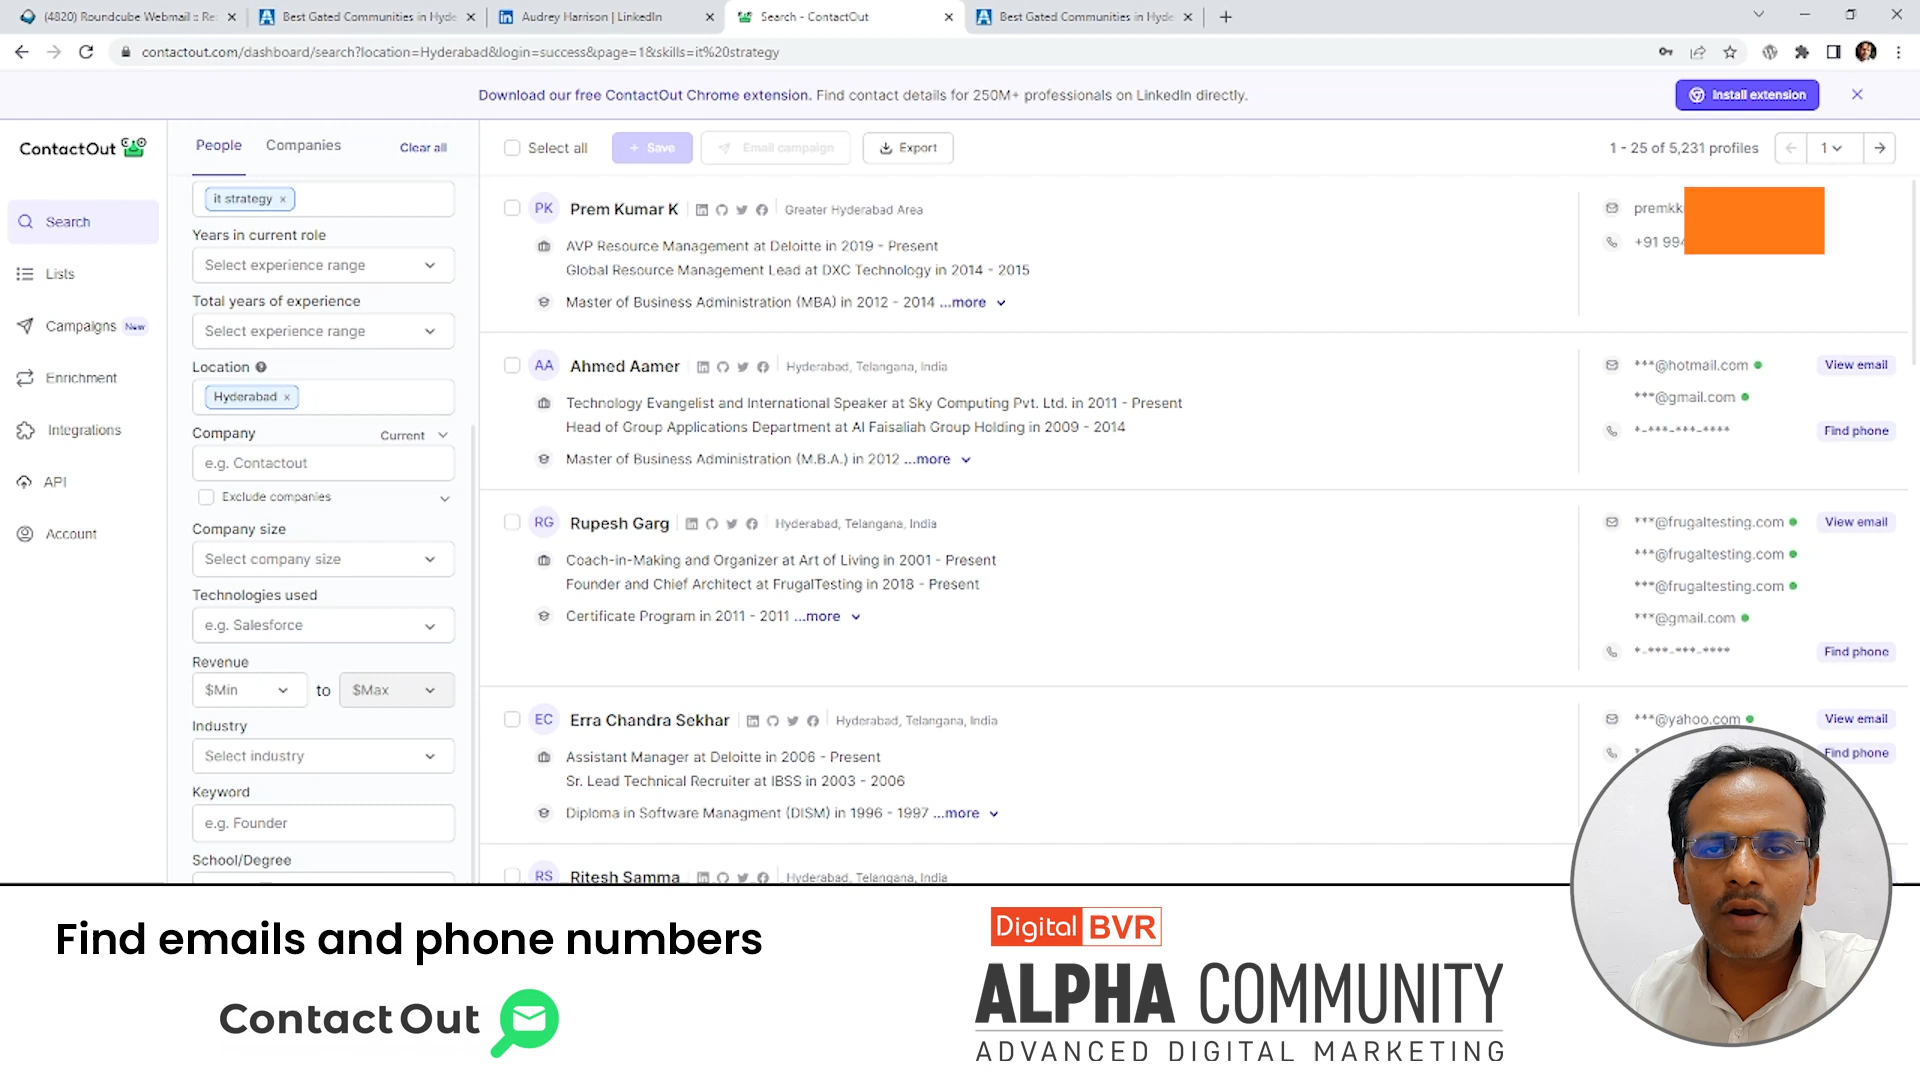 (4820) Roundcube Webmail :: Re:
Best Gated Communities in Hyde
Audrey Harrison | LinkedIn
Search - ContactOut
Best Gated Communities in Hyde
contactout.com/dashboard/search?location=Hyderabad&login=success&page=1&skills=it%20strategy
Download our free ContactOut Chrome extension. Find contact details for 250M+ professionals on LinkedIn directly.
Install extension
ContactOut
Search
Lists
Campaigns New
Enrichment
Integrations
API
Account
People Companies Clear all
it strategy ×
Years in current role
Select experience range
Total years of experience
Select experience range
Location
Hyderabad ×
Company Current
e.g. Contactout
Exclude companies
Company size
Select company size
Technologies used
e.g. Salesforce
Revenue
$Min to $Max
Industry
Select industry
Keyword
e.g. Founder
School/Degree
Select all + Save Email campaign Export 1 - 25 of 5,231 profiles 1
PK Prem Kumar K Greater Hyderabad Area
AVP Resource Management at Deloitte in 2019 - Present
Global Resource Management Lead at DXC Technology in 2014 - 2015
Master of Business Administration (MBA) in 2012 - 2014 ...more
premkk
+91 994
AA Ahmed Aamer Hyderabad, Telangana, India
Technology Evangelist and International Speaker at Sky Computing Pvt. Ltd. in 2011 - Present
Head of Group Applications Department at Al Faisaliah Group Holding in 2009 - 2014
Master of Business Administration (M.B.A.) in 2012 ...more
***@hotmail.com View email
***@gmail.com
*-***-***-**** Find phone
RG Rupesh Garg Hyderabad, Telangana, India
Coach-in-Making and Organizer at Art of Living in 2001 - Present
Founder and Chief Architect at FrugalTesting in 2018 - Present
Certificate Program in 2011 - 2011 ...more
***@frugaltesting.com View email
***@frugaltesting.com
***@frugaltesting.com
***@gmail.com
*-***-***-**** Find phone
EC Erra Chandra Sekhar Hyderabad, Telangana, India
Assistant Manager at Deloitte in 2006 - Present
Sr. Lead Technical Recruiter at IBSS in 2003 - 2006
Diploma in Software Managment (DISM) in 1996 - 1997 ...more
***@yahoo.com View email
Find phone
RS Ritesh Samma Hyderabad, Telangana, India
Find emails and phone numbers
ContactOut
Digital BVR
ALPHA COMMUNITY
ADVANCED DIGITAL MARKETING